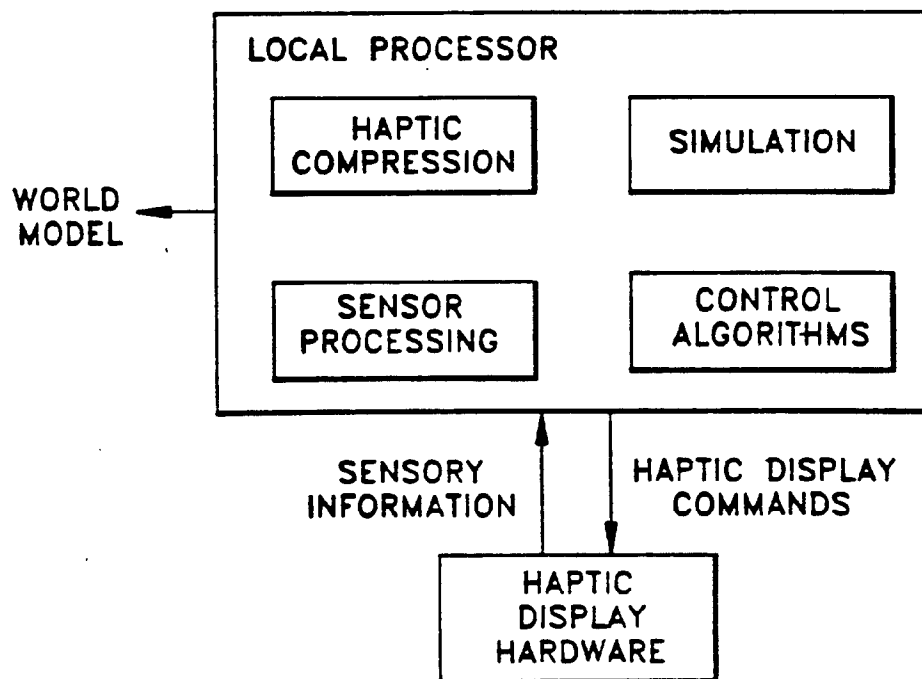 LOCAL PROCESSOR
HAPTIC
COMPRESSION
SIMULATION
WORLD
MODEL
SENSOR
PROCESSING
CONTROL
ALGORITHMS
SENSORY
INFORMATION
HAPTIC DISPLAY
COMMANDS
HAPTIC
DISPLAY
HARDWARE